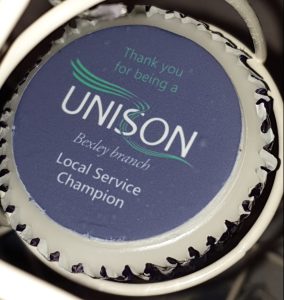 Thank you
for being a
UNISON
Bexley branch
Local Service
Champion